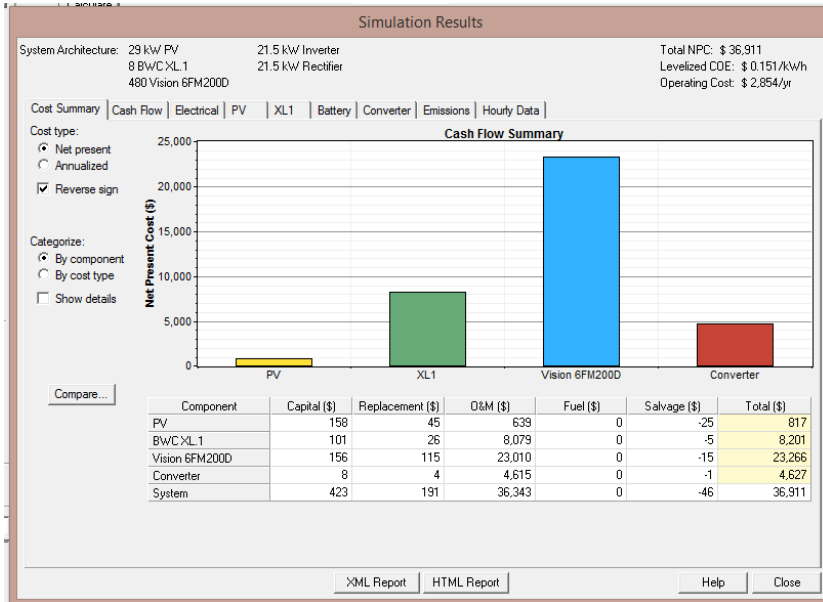 Calculate
Simulation Results
System Architecture: 29 kW PV 21.5 kW Inverter Total NPC: $ 36,911
8 BWC XL.1 21.5 kW Rectifier Levelized COE: $ 0.151/kWh
480 Vision 6FM200D Operating Cost: $ 2,854/yr
Cost Summary Cash Flow Electrical PV XL1 Battery Converter Emissions Hourly Data
Cost type:
Net present
Annualized
Reverse sign
Categorize:
By component
By cost type
Show details
Compare...
Cash Flow Summary
Net Present Cost ($)
25,000
20,000
15,000
10,000
5,000
0
PV XL1 Vision 6FM200D Converter
Component Capital ($) Replacement ($) O&M ($) Fuel ($) Salvage ($) Total ($)
PV 158 45 639 0 -25 817
BWC XL.1 101 26 8,079 0 -5 8,201
Vision 6FM200D 156 115 23,010 0 -15 23,266
Converter 8 4 4,615 0 -1 4,627
System 423 191 36,343 0 -46 36,911
XML Report HTML Report Help Close